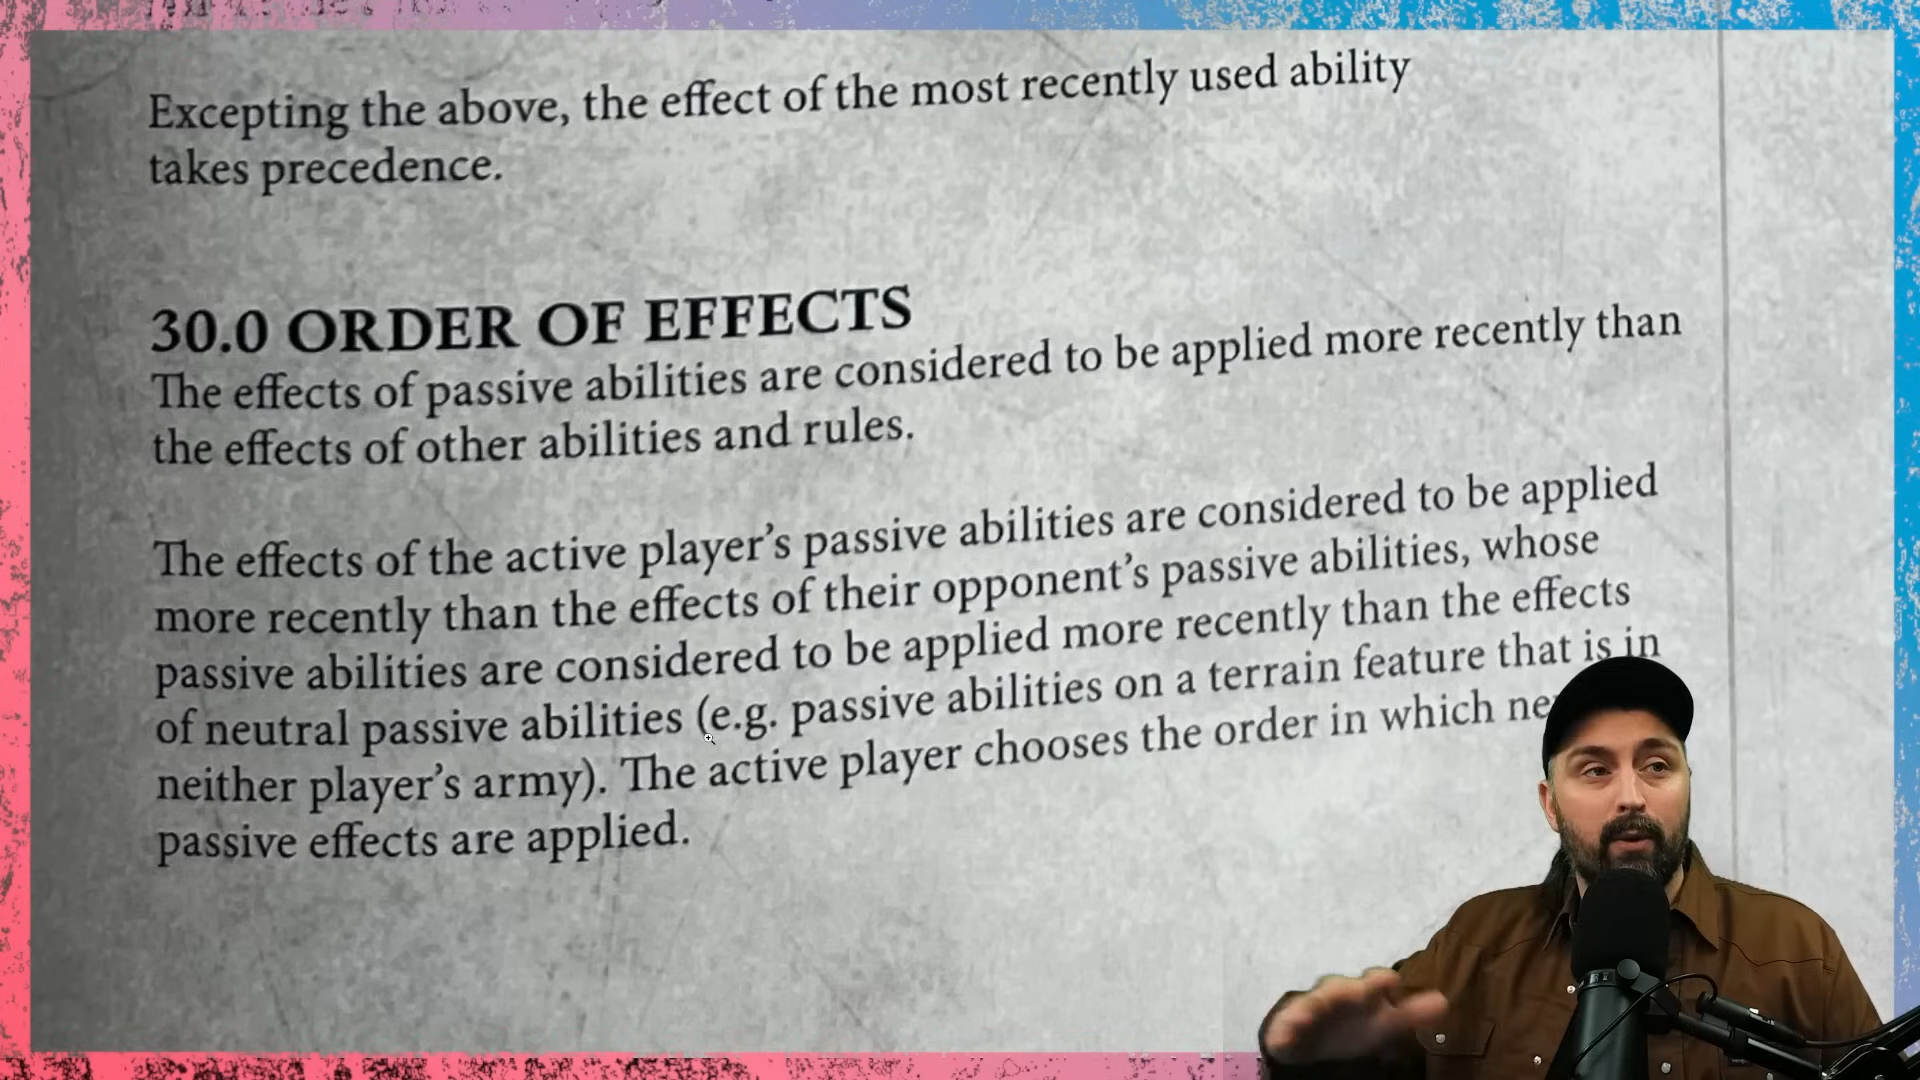 Excepting the above, the effect of the most recently used ability
takes precedence.
30.0 ORDER OF EFFECTS
The effects of passive abilities are considered to be applied more recently than
the effects of other abilities and rules.
The effects of the active player’s passive abilities are considered to be applied
more recently than the effects of their opponent’s passive abilities, whose
passive abilities are considered to be applied more recently than the effects
of neutral passive abilities (e.g. passive abilities on a terrain feature that is in
neither player’s army). The active player chooses the order in which
passive effects are applied.